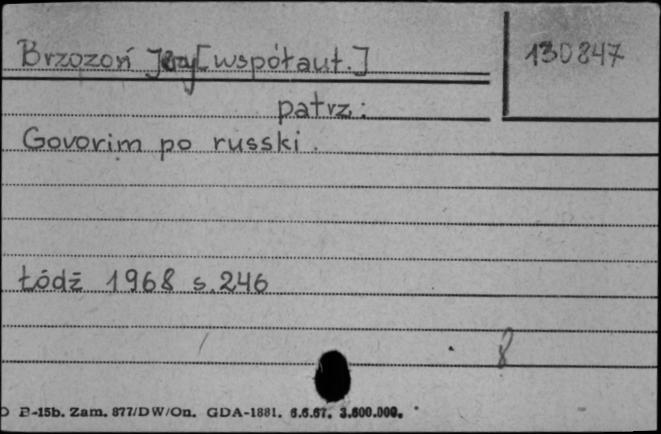 Brzozoń Jerzy [współaut.]
130847
patrz:
Govorim po russki.
Łódź 1968 s.246
8
B-15b. Zam. 877/DW/On. GDA-1881. 6.6.67. 3.600.000.